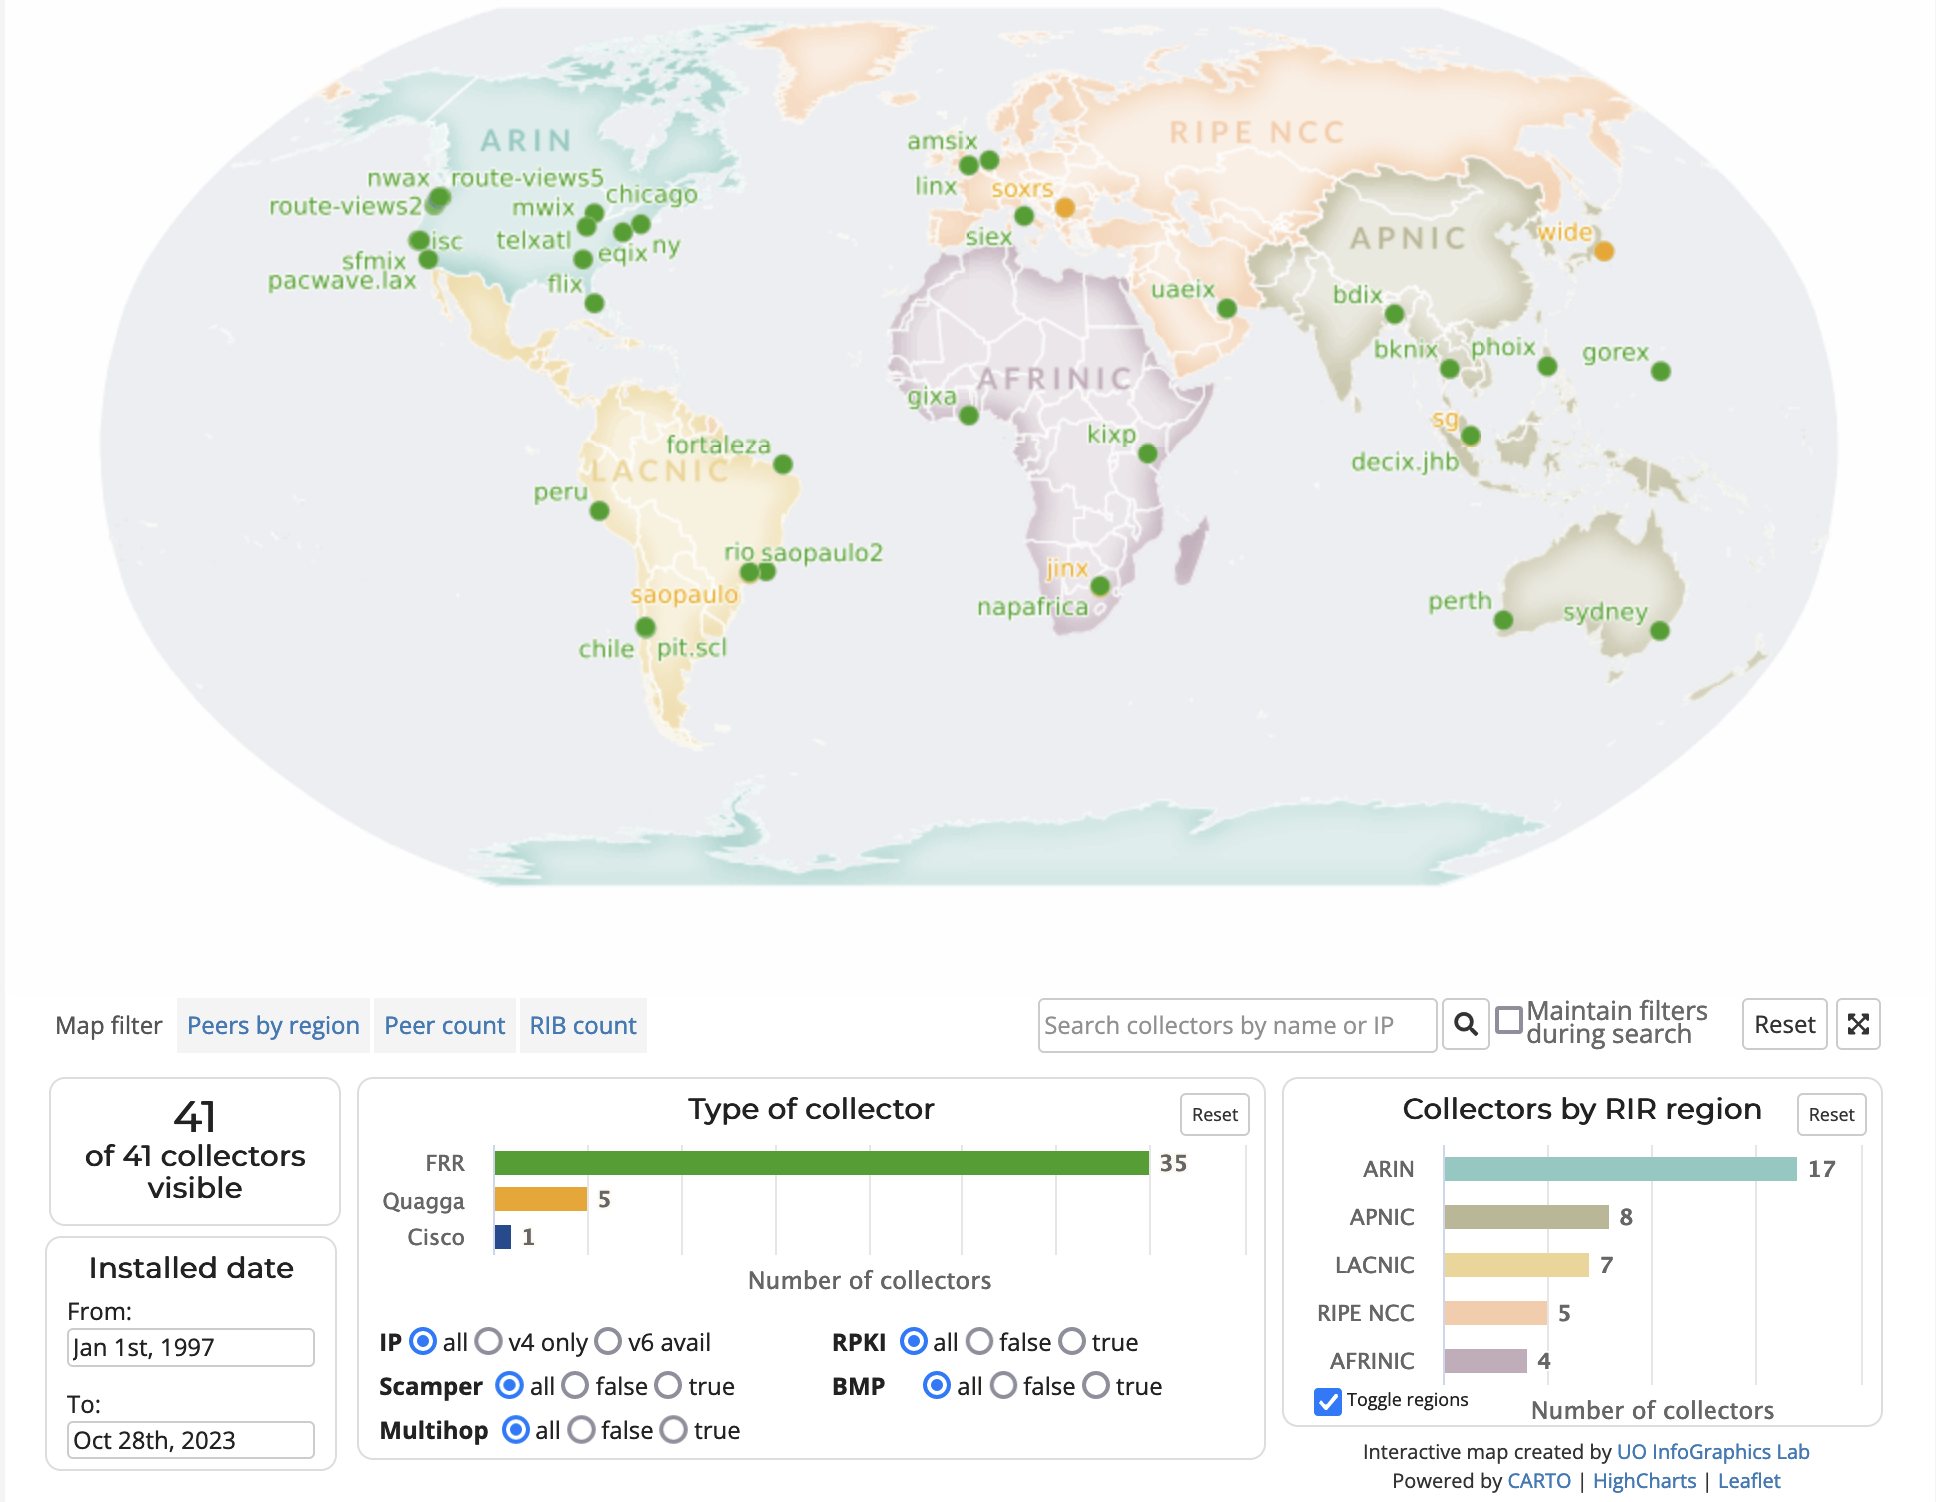 ARIN
RIPE NCC
amsix
nwax route-views5
chicago
linx
soxrs
route-views2
mwix
isc
telxatl
eqix
ny
siex
APNIC
wide
sfmix
pacwave.lax
flix
uaeix
bdix
bknix
phoix
gorex
AFRINIC
gixa
sg
kixp
fortaleza
LACNIC
decix.jhb
peru
rio saopaulo2
jinx
saopaulo
napafrica
perth
sydney
chile pit.scl
Map filter
Peers by region
Peer count
RIB count
Search collectors by name or IP
Maintain filters
during search
Reset
41
of 41 collectors
visible
Installed date
From:
Jan 1st, 1997
To:
Oct 28th, 2023
Type of collector
Reset
FRR 35
Quagga 5
Cisco 1
Number of collectors
IP all v4 only v6 avail
RPKI all false true
Scamper all false true
BMP all false true
Multihop all false true
Collectors by RIR region
Reset
ARIN 17
APNIC 8
LACNIC 7
RIPE NCC 5
AFRINIC 4
Toggle regions
Number of collectors
Interactive map created by UO InfoGraphics Lab
Powered by CARTO | HighCharts | Leaflet